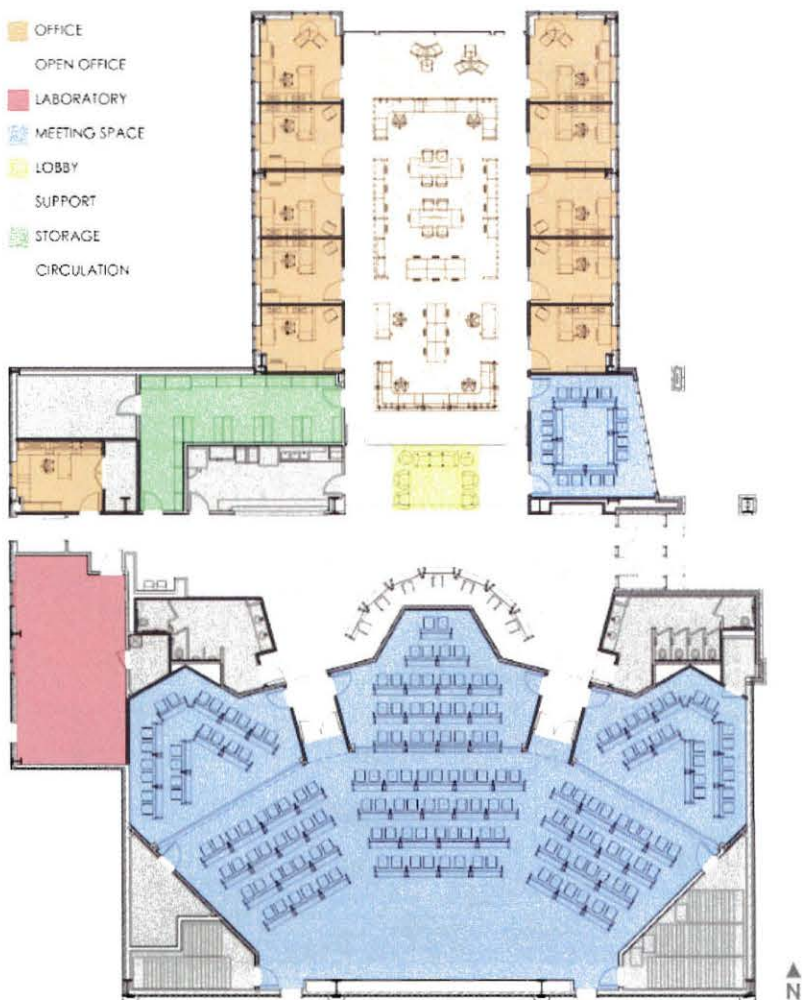 OFFICE
OPEN OFFICE
LABORATORY
MEETING SPACE
LOBBY
SUPPORT
STORAGE
CIRCULATION
N